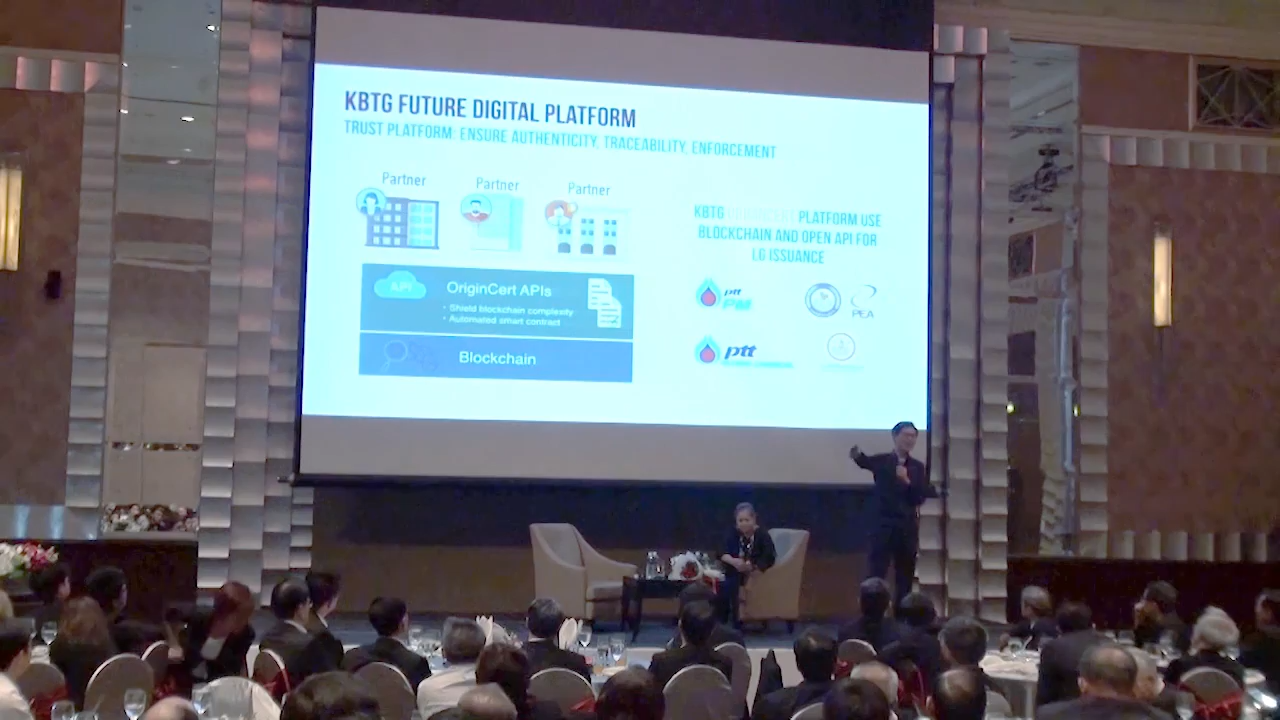 KBTG FUTURE DIGITAL PLATFORM
TRUST PLATFORM: ENSURE AUTHENTICITY, TRACEABILITY, ENFORCEMENT
Partner
Partner
Partner
API
OriginCert APIs
• Shield blockchain complexity
• Automated smart contract
Blockchain
KBTG PLATFORM USE
BLOCKCHAIN AND OPEN API FOR
LG ISSUANCE
ptt
PM
PEA
ptt